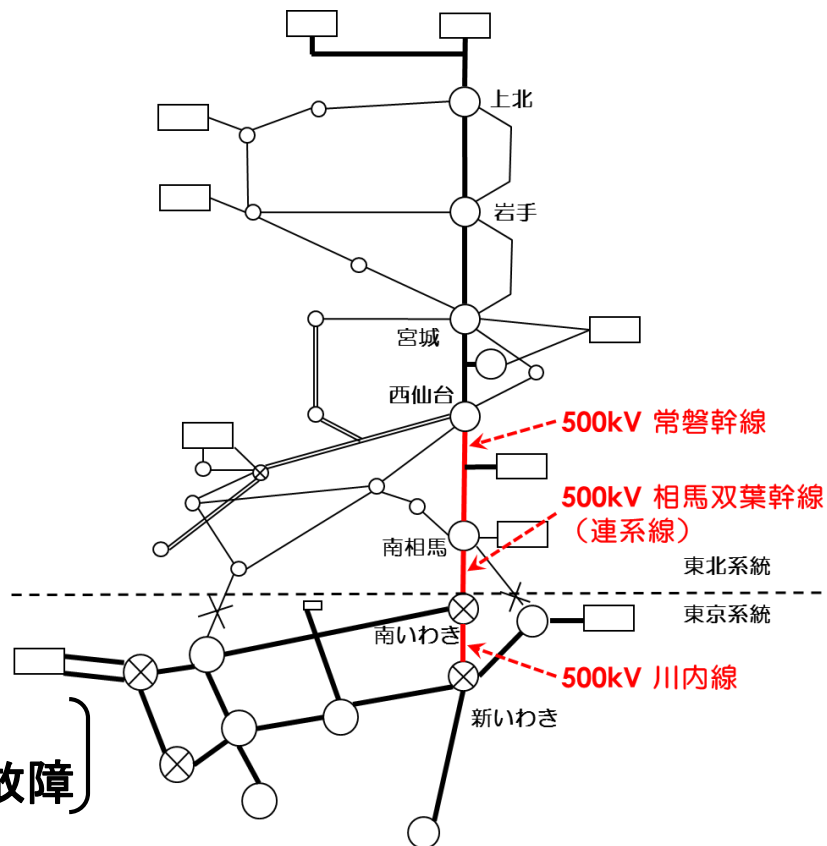 上北
岩手
宮城
西仙台
500kV 常磐幹線
500kV 相馬双葉幹線
（連系線）
南相馬
東北系統
東京系統
南いわき
500kV 川内線
新いわき
故障